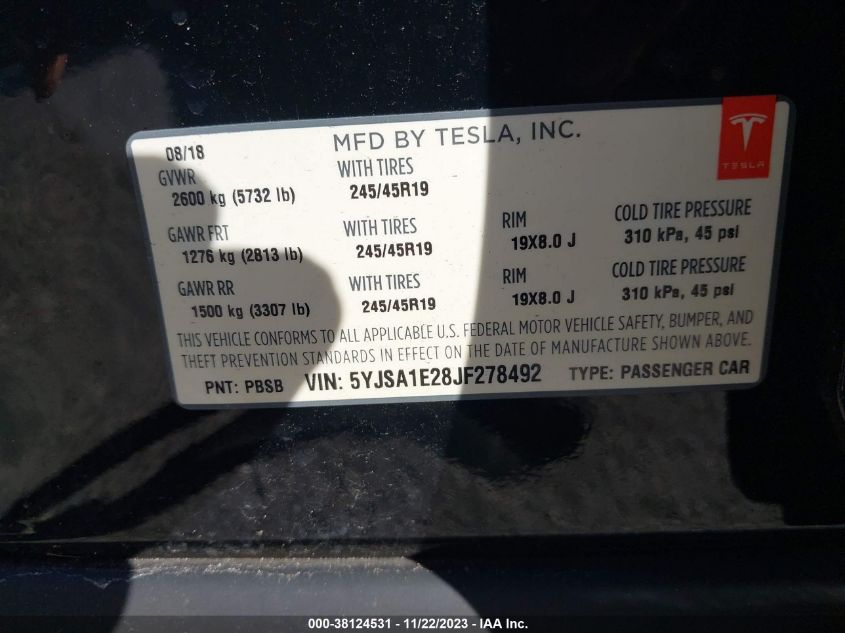 08/18 MFD BY TESLA, INC.
TESLA
GVWR WITH TIRES
2600 kg (5732 lb) 245/45R19
GAWR FRT WITH TIRES RIM COLD TIRE PRESSURE
1276 kg (2813 lb) 245/45R19 19X8.0 J 310 kPa, 45 psi
GAWR RR WITH TIRES RIM COLD TIRE PRESSURE
1500 kg (3307 lb) 245/45R19 19X8.0 J 310 kPa, 45 psi
THIS VEHICLE CONFORMS TO ALL APPLICABLE U.S. FEDERAL MOTOR VEHICLE SAFETY, BUMPER, AND
THEFT PREVENTION STANDARDS IN EFFECT ON THE DATE OF MANUFACTURE SHOWN ABOVE.
PNT: PBSB VIN: 5YJSA1E28JF278492 TYPE: PASSENGER CAR
000-38124531 - 11/22/2023 - IAA Inc.